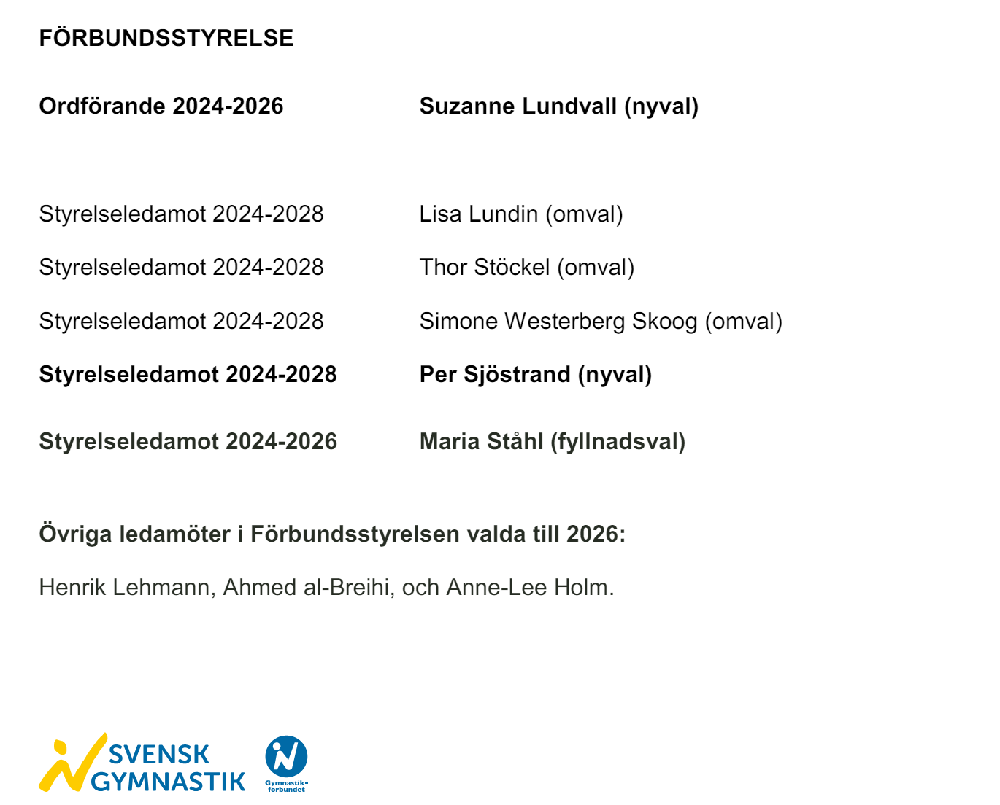 FÖRBUNDSSTYRELSE
Ordförande 2024-2026 Suzanne Lundvall (nyval)
Styrelseledamot 2024-2028 Lisa Lundin (omval)
Styrelseledamot 2024-2028 Thor Stöckel (omval)
Styrelseledamot 2024-2028 Simone Westerberg Skoog (omval)
Styrelseledamot 2024-2028 Per Sjöstrand (nyval)
Styrelseledamot 2024-2026 Maria Ståhl (fyllnadsval)
Övriga ledamöter i Förbundsstyrelsen valda till 2026:
Henrik Lehmann, Ahmed al-Breihi, och Anne-Lee Holm.
SVENSK
GYMNASTIK
Gymnastik-
förbundet